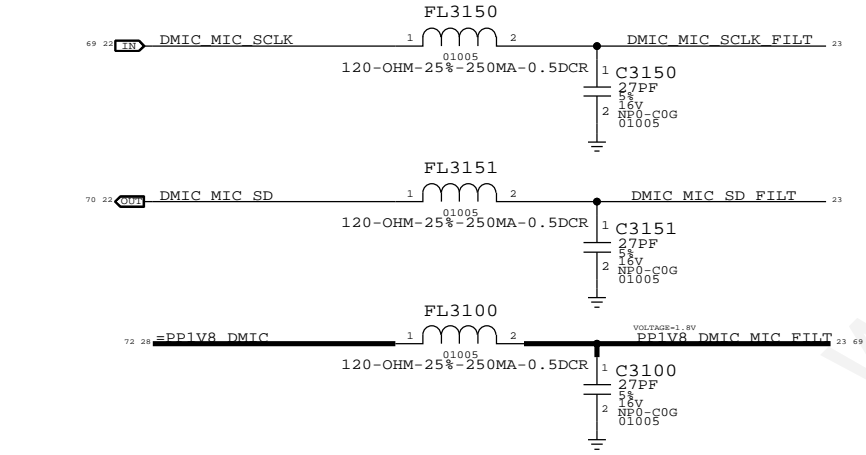 FL3150
69 22 IN DMIC_MIC_SCLK 1 2 DMIC_MIC_SCLK_FILT 23
01005
120-OHM-25%-250MA-0.5DCR
1 C3150
27PF
5%
16V
2 NP0-C0G
01005
FL3151
70 22 OUT DMIC_MIC_SD 1 2 DMIC_MIC_SD_FILT 23
01005
120-OHM-25%-250MA-0.5DCR
1 C3151
27PF
5%
16V
2 NP0-C0G
01005
FL3100
VOLTAGE=1.8V
72 28 =PP1V8_DMIC 1 2 PP1V8_DMIC_MIC_FILT 23 69
01005
120-OHM-25%-250MA-0.5DCR
1 C3100
27PF
5%
16V
2 NP0-C0G
01005